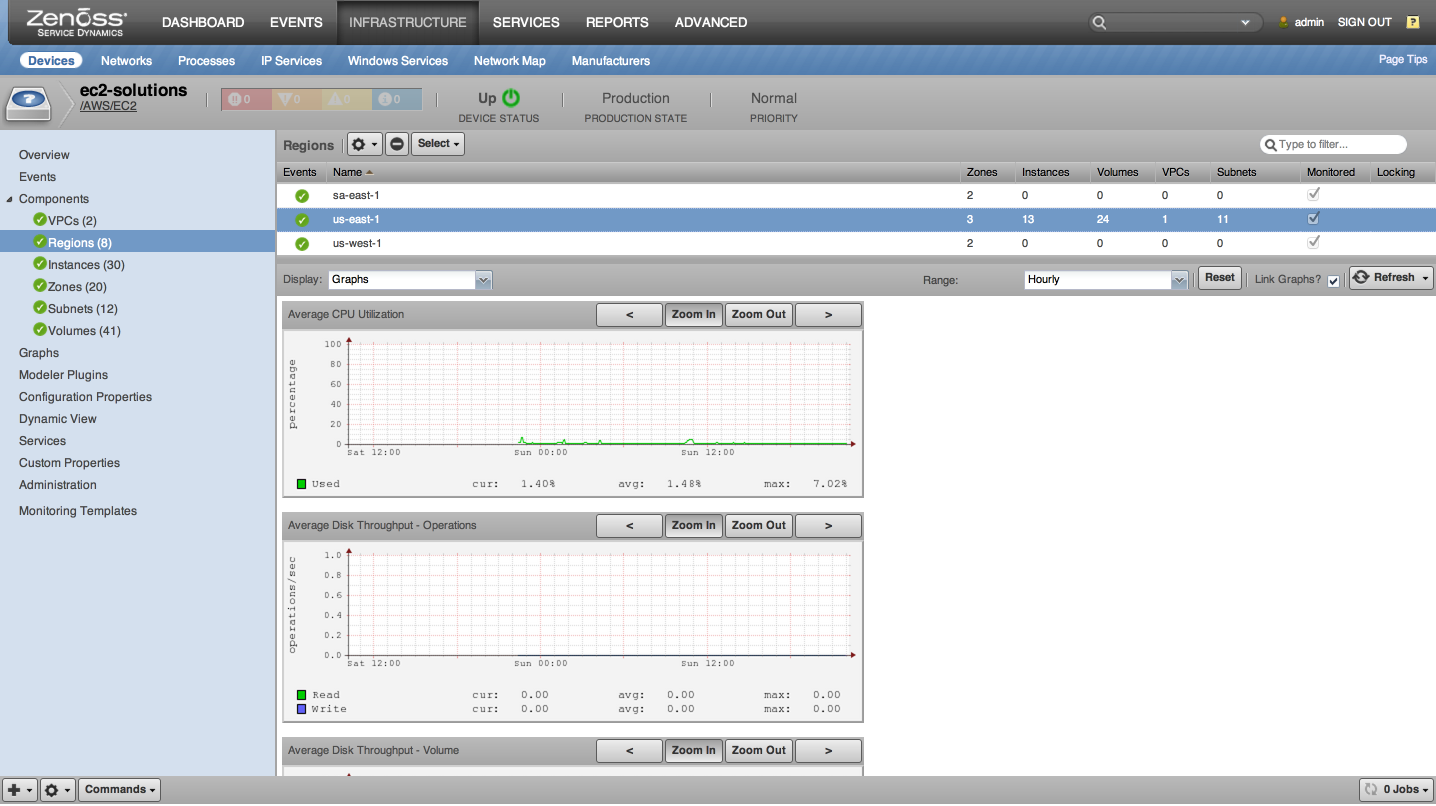 Zenoss
SERVICE DYNAMICS
DASHBOARD EVENTS INFRASTRUCTURE SERVICES REPORTS ADVANCED
admin SIGN OUT ?
Devices Networks Processes IP Services Windows Services Network Map Manufacturers Page Tips
ec2-solutions
/AWS/EC2
0 0 0 0
Up
DEVICE STATUS
Production
PRODUCTION STATE
Normal
PRIORITY
Overview
Events
Components
VPCs (2)
Regions (8)
Instances (30)
Zones (20)
Subnets (12)
Volumes (41)
Graphs
Modeler Plugins
Configuration Properties
Dynamic View
Services
Custom Properties
Administration
Monitoring Templates
Regions Select Type to filter...
Events Name Zones Instances Volumes VPCs Subnets Monitored Locking
sa-east-1 2 0 0 0 0
us-east-1 3 13 24 1 11
us-west-1 2 0 0 0 0
Display: Graphs Range: Hourly Reset Link Graphs? Refresh
Average CPU Utilization < Zoom In Zoom Out >
percentage
100
80
60
40
20
0
Sat 12:00 Sun 00:00 Sun 12:00
Used cur: 1.40% avg: 1.48% max: 7.02%
Average Disk Throughput - Operations < Zoom In Zoom Out >
operations/sec
1.0
0.8
0.6
0.4
0.2
0.0
Sat 12:00 Sun 00:00 Sun 12:00
Read cur: 0.00 avg: 0.00 max: 0.00
Write cur: 0.00 avg: 0.00 max: 0.00
Average Disk Throughput - Volume < Zoom In Zoom Out >
Commands 0 Jobs